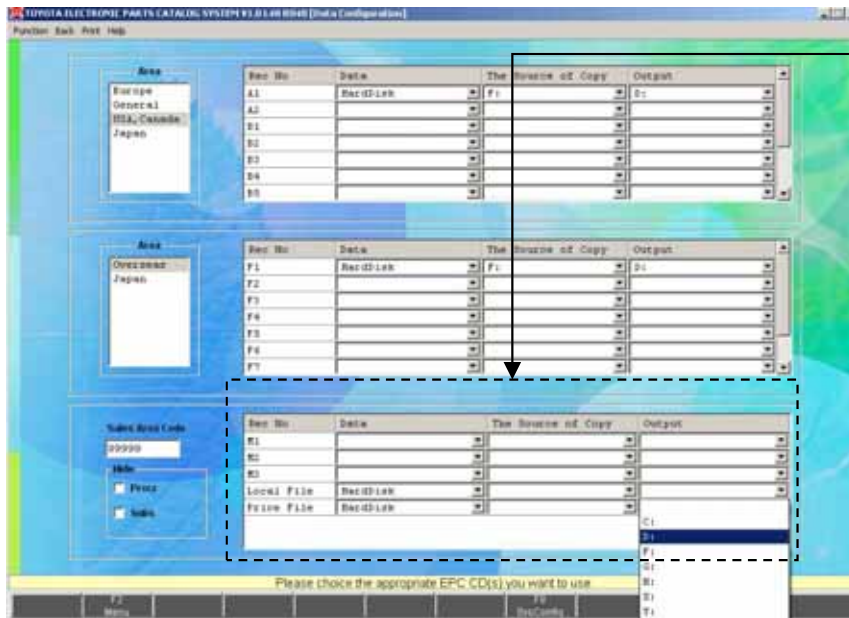 TOYOTA ELECTRONIC PARTS CATALOG SYSTEM [Data Configuration]
Function Back Print Help
Area
Europe
General
USA, Canada
Japan
Rec No Data The Source of Copy Output
A1 HardDisk F: D:
A2
B1
B2
B3
B4
B5
Area
Overseas
Japan
Rec No Data The Source of Copy Output
F1 HardDisk F: D:
F2
F3
F4
F5
F6
F7
Sales Area Code
99999
Hide
Price
Sales
Rec No Data The Source of Copy Output
M1
M2
M3
Local File HardDisk
Price File HardDisk
C:
D:
F:
G:
T:
Please choice the appropriate EPC CD(s) you want to use
Menu
SysConfig